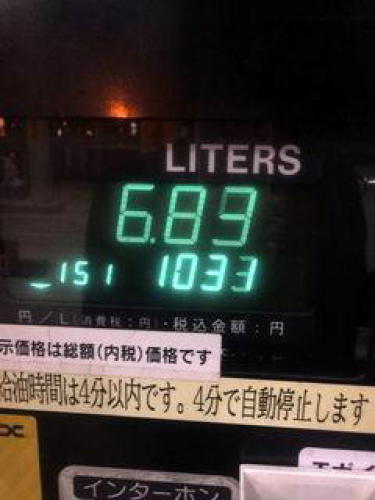 LITERS
6.89
151 1033
円/L(消費税:円)・税込金額:円
示価格は総額(内税)価格です
給油時間は4分以内です。4分で自動停止します
インターホン